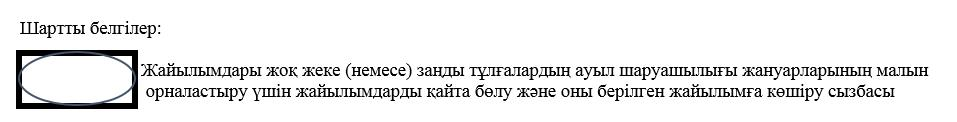 Шартты белгілер:
Жайылымдары жоқ жеке (немесе) заңды тұлғалардың ауыл шаруашылығы жануарларының малын
орналастыру үшін жайылымдарды қайта бөлу және оны берілген жайылымға көшіру сызбасы